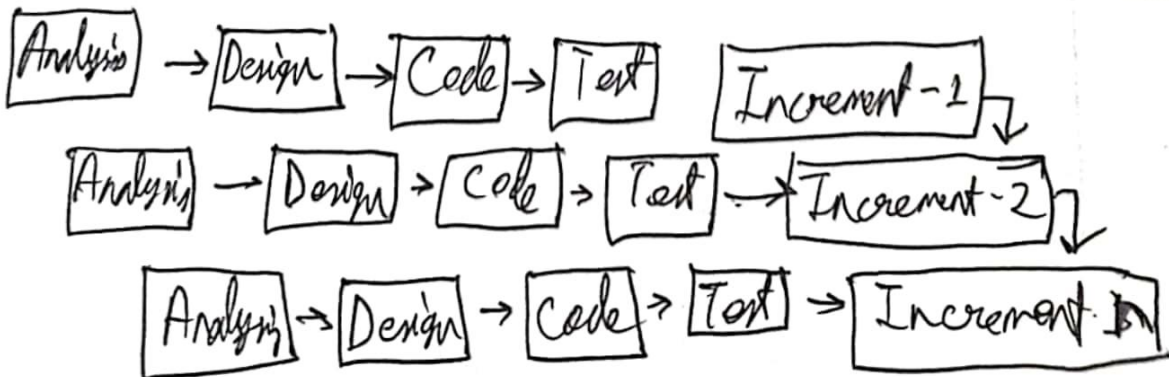 Analysis Design Code Test Increment-1
Analysis Design Code Test Increment-2
Analysis Design Code Test Increment n